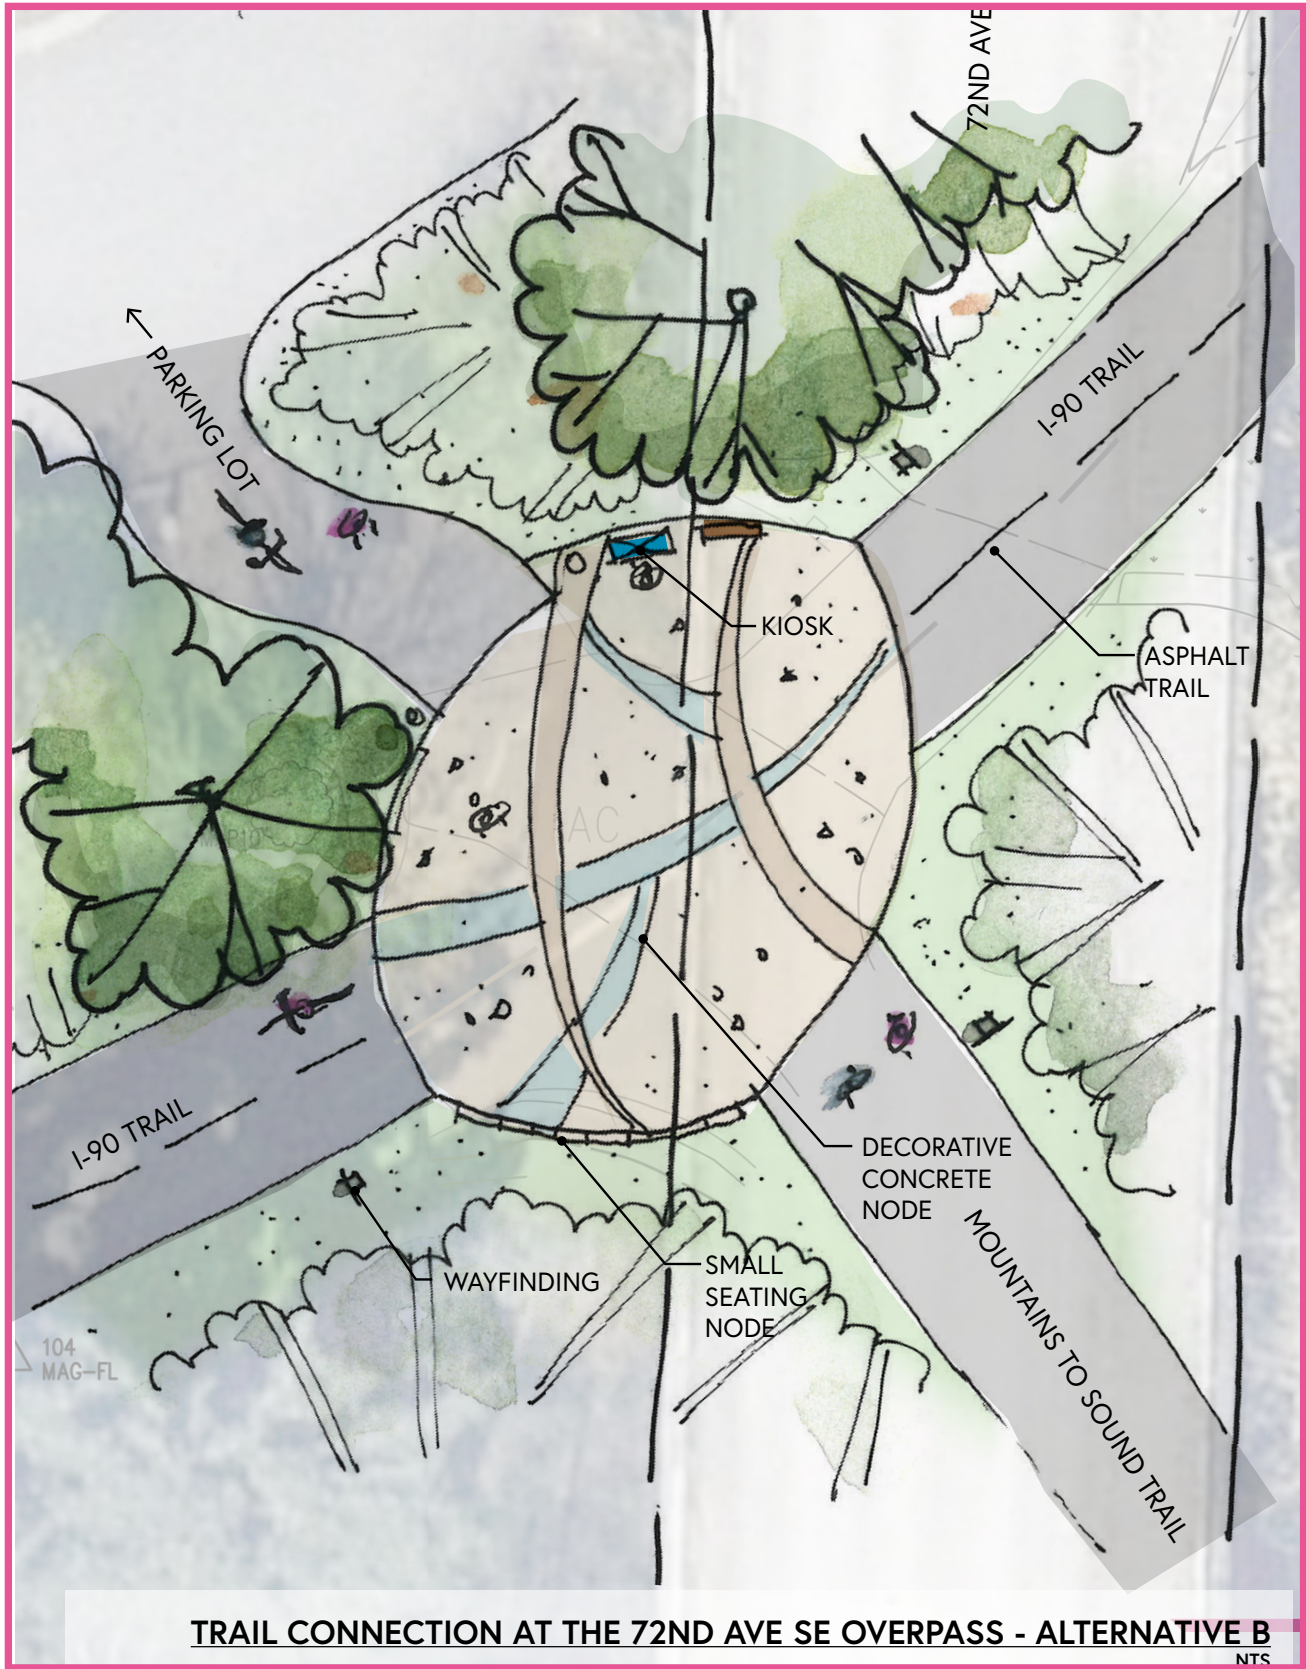 72ND AVE
PARKING LOT
I-90 TRAIL
KIOSK
ASPHALT
TRAIL
AC
I-90 TRAIL
DECORATIVE
CONCRETE
NODE
WAYFINDING
SMALL
SEATING
NODE
MOUNTAINS TO SOUND TRAIL
104
MAG-FL
TRAIL CONNECTION AT THE 72ND AVE SE OVERPASS - ALTERNATIVE B
NTS